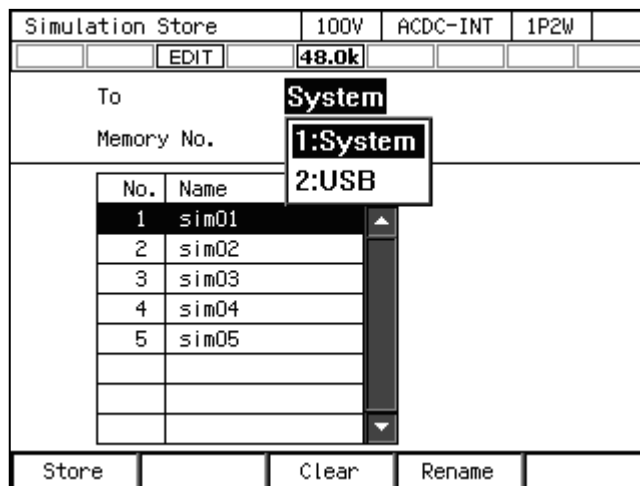 Simulation Store 100V ACDC-INT 1P2W
EDIT 48.0k
To System
Memory No. 1:System
2:USB
No. Name
1 sim01
2 sim02
3 sim03
4 sim04
5 sim05
Store Clear Rename